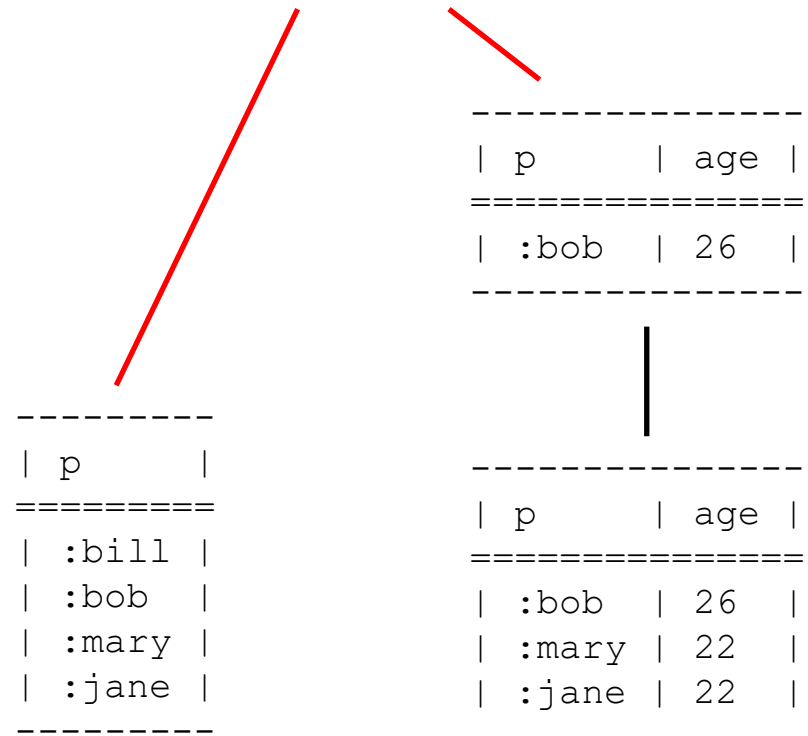 ---------------
| p      | age |
===============
| :bob   | 26  |
---------------
---------
| p      |
=========
| :bill |
| :bob   |
| :mary |
| :jane |
---------
---------------
| p      | age |
===============
| :bob   | 26  |
| :mary | 22  |
| :jane | 22  |